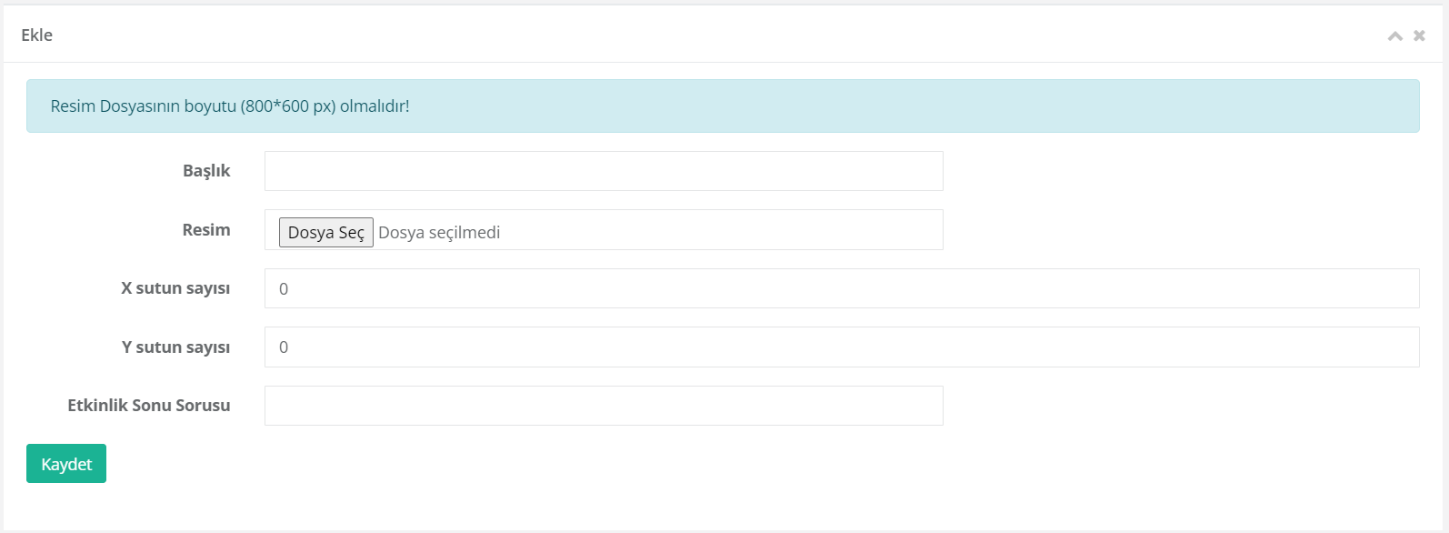 Ekle
Resim Dosyasının boyutu (800*600 px) olmalıdır!
Başlık
Resim Dosya Seç Dosya seçilmedi
X sutun sayısı 0
Y sutun sayısı 0
Etkinlik Sonu Sorusu
Kaydet